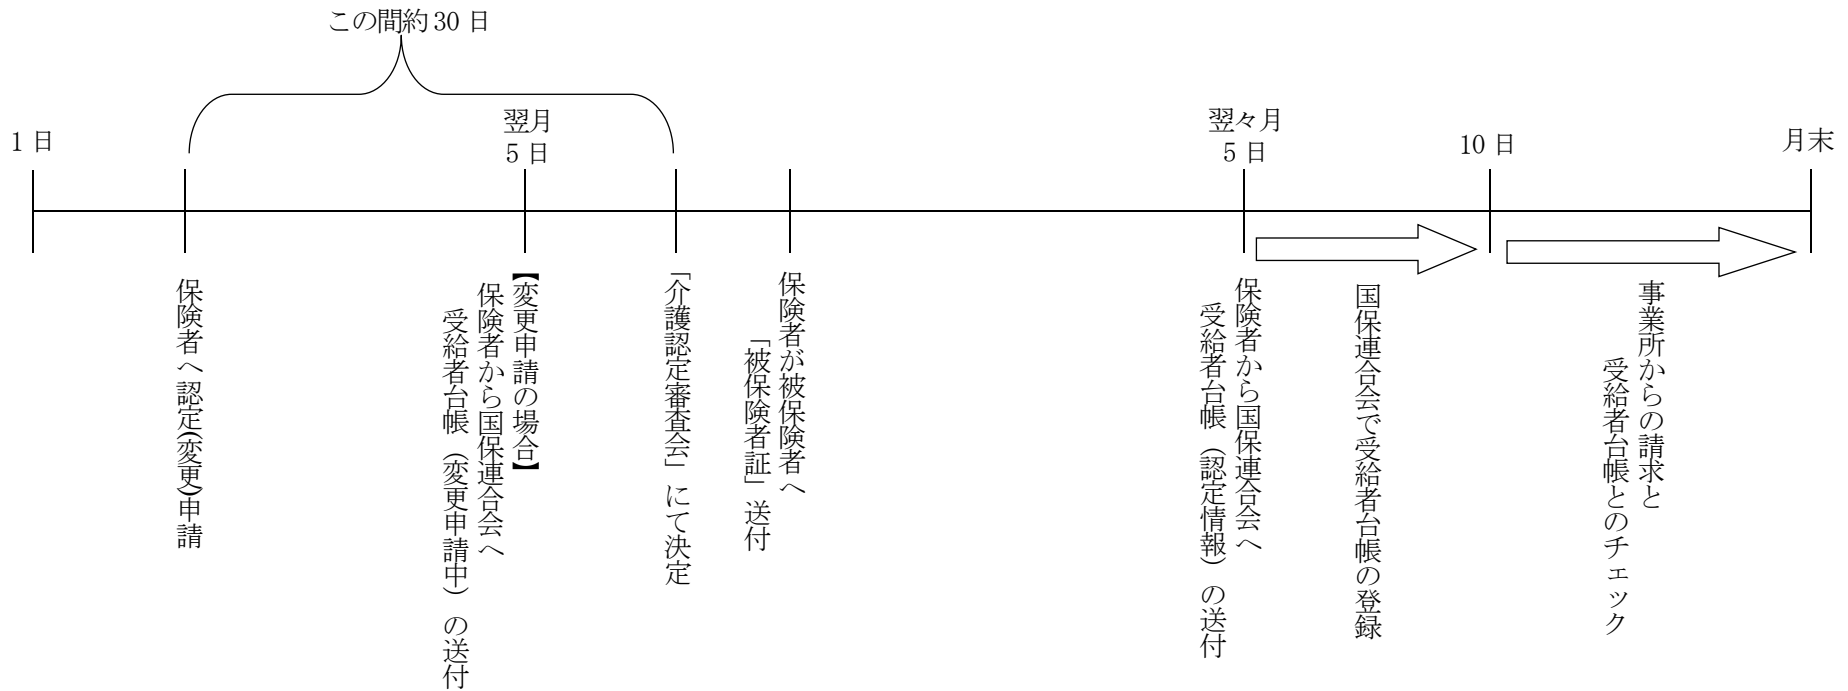 この間約30日
1日
翌月
5日
翌々月
5日
10日
月末
保険者へ認定(変更)申請
【変更申請の場合】
保険者から国保連合会へ
受給者台帳(変更申請中)の送付
「介護認定審査会」にて決定
保険者が被保険者へ
「被保険者証」送付
保険者から国保連合会へ
受給者台帳(認定情報)の送付
国保連合会で受給者台帳の登録
事業所からの請求と
受給者台帳とのチェック